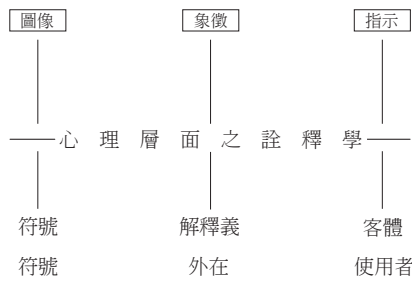 圖像 象徵 指示
心理層面之詮釋學
符號 解釋義 客體
符號 外在 使用者